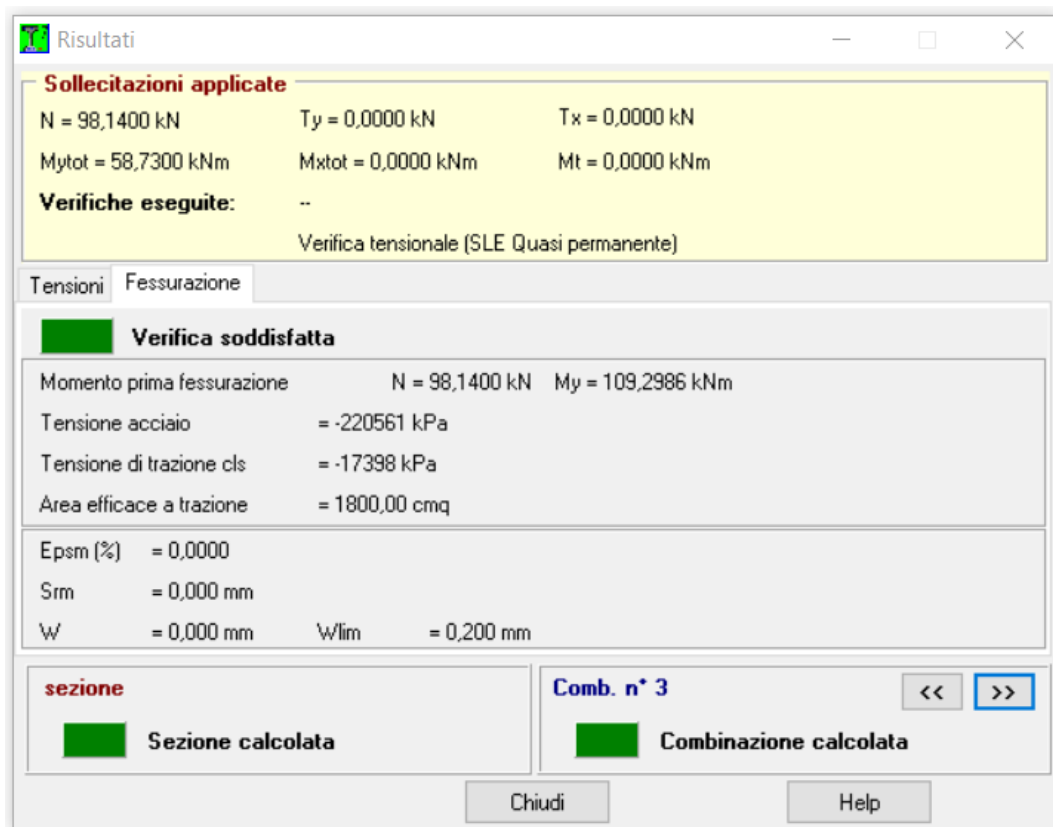 Risultati
Sollecitazioni applicate
N = 98,1400 kN Ty = 0,0000 kN Tx = 0,0000 kN
Mytot = 58,7300 kNm Mxtot = 0,0000 kNm Mt = 0,0000 kNm
Verifiche eseguite: --
Verifica tensionale (SLE Quasi permanente)
Tensioni Fessurazione
Verifica soddisfatta
Momento prima fessurazione N = 98,1400 kN My = 109,2986 kNm
Tensione acciaio = -220561 kPa
Tensione di trazione cls = -17398 kPa
Area efficace a trazione = 1800,00 cmq
Epsm (%) = 0,0000
Srm = 0,000 mm
W = 0,000 mm Wlim = 0,200 mm
sezione Comb. n° 3 << >>
Sezione calcolata Combinazione calcolata
Chiudi Help